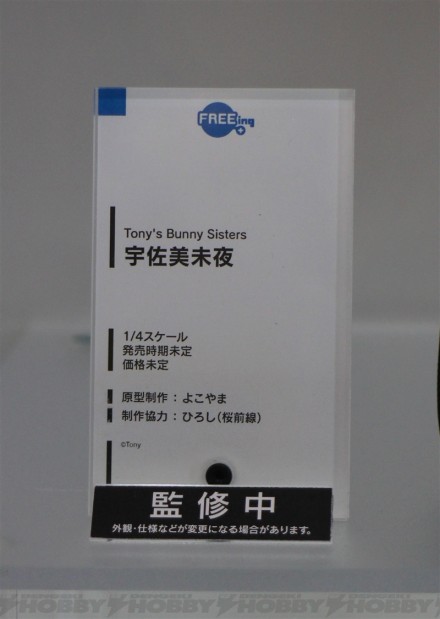 FREEing
Tony's Bunny Sisters
宇佐美未夜
1/4スケール
発売時期未定
価格未定
原型制作：よこやま
制作協力：ひろし（桜前線）
©Tony
監修中
外観・仕様などが変更になる場合があります。
HOBBY HOBBY HOBBY HOBBY